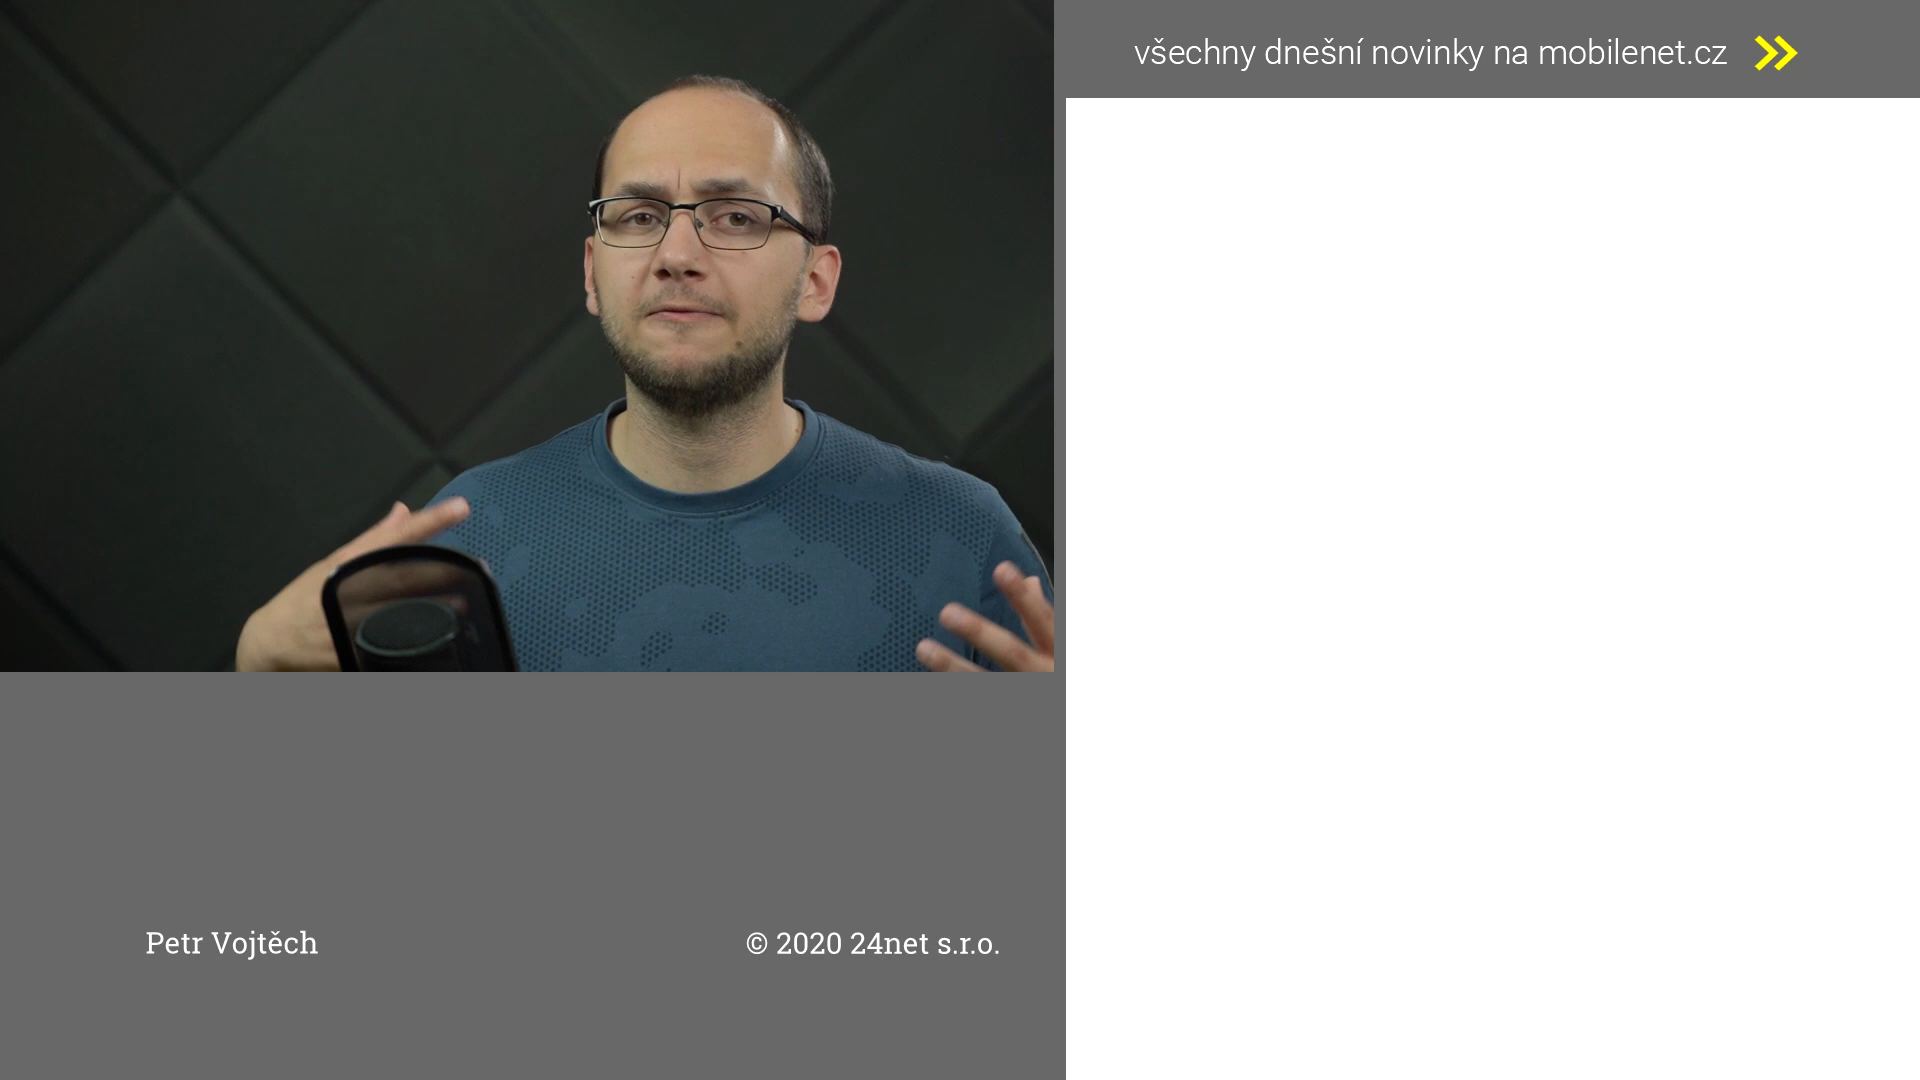 všechny dnešní novinky na mobilenet.cz
Petr Vojtěch
© 2020 24net s.r.o.